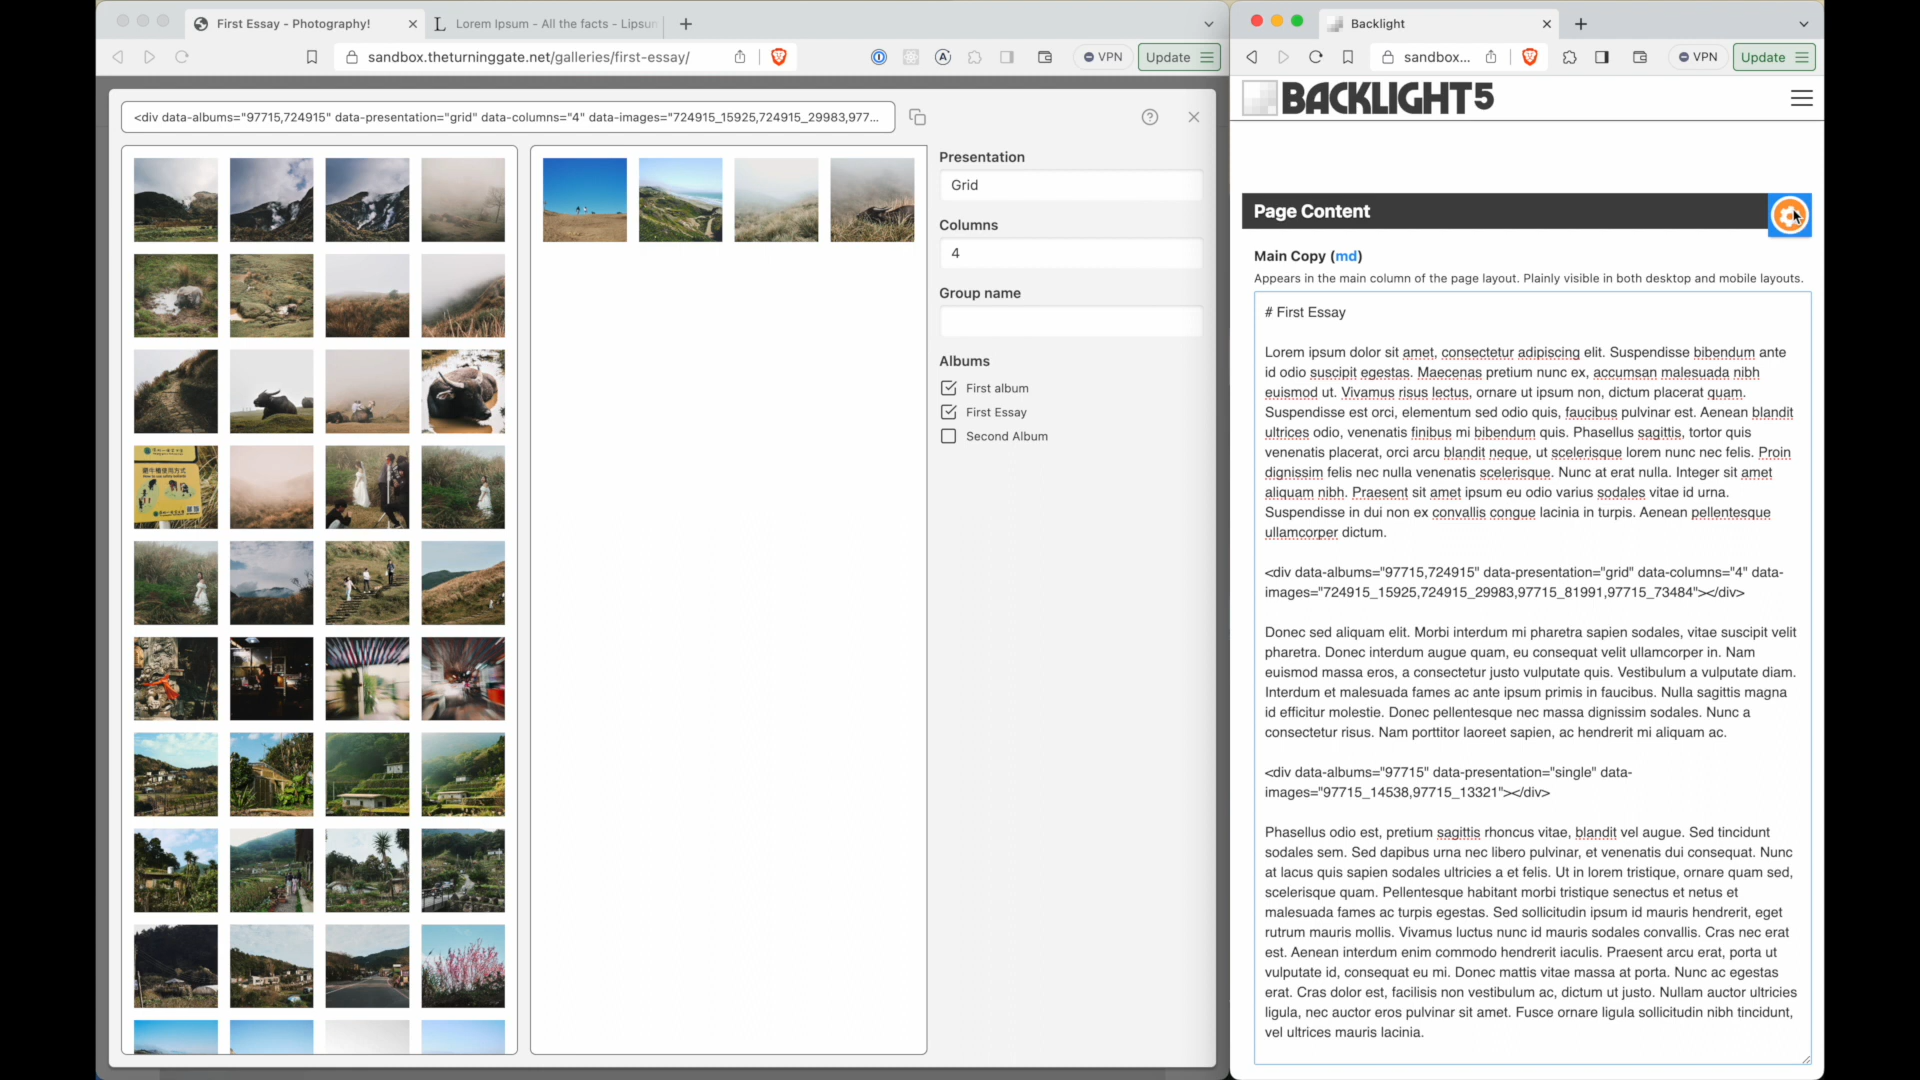 First Essay - Photography!
Lorem Ipsum - All the facts - Lipsum
sandbox.theturninggate.net/galleries/first-essay/
VPN
Update
<div data-albums="97715,724915" data-presentation="grid" data-columns="4" data-images="724915_15925,724915_29983,977...
Presentation
Grid
Columns
4
Group name
Albums
First album
First Essay
Second Album
Backlight
sandbox...
VPN
Update
BACKLIGHT5
Page Content
Main Copy (md)
Appears in the main column of the page layout. Plainly visible in both desktop and mobile layouts.
# First Essay
Lorem ipsum dolor sit amet, consectetur adipiscing elit. Suspendisse bibendum ante
id odio suscipit egestas. Maecenas pretium nunc ex, accumsan malesuada nibh
euismod ut. Vivamus risus lectus, ornare ut ipsum non, dictum placerat quam.
Suspendisse est orci, elementum sed odio quis, faucibus pulvinar est. Aenean blandit
ultrices odio, venenatis finibus mi bibendum quis. Phasellus sagittis, tortor quis
venenatis placerat, orci arcu blandit neque, ut scelerisque lorem nunc nec felis. Proin
dignissim felis nec nulla venenatis scelerisque. Nunc at erat nulla. Integer sit amet
aliquam nibh. Praesent sit amet ipsum eu odio varius sodales vitae id urna.
Suspendisse in dui non ex convallis congue lacinia in turpis. Aenean pellentesque
ullamcorper dictum.
<div data-albums="97715,724915" data-presentation="grid" data-columns="4" data-
images="724915_15925,724915_29983,97715_81991,97715_73484"></div>
Donec sed aliquam elit. Morbi interdum mi pharetra sapien sodales, vitae suscipit velit
pharetra. Donec interdum augue quam, eu consequat velit ullamcorper in. Nam
euismod massa eros, a consectetur justo vulputate quis. Vestibulum a vulputate diam.
Interdum et malesuada fames ac ante ipsum primis in faucibus. Nulla sagittis magna
id efficitur molestie. Donec pellentesque nec massa dignissim sodales. Nunc a
consectetur risus. Nam porttitor laoreet sapien, ac hendrerit mi aliquam ac.
<div data-albums="97715" data-presentation="single" data-
images="97715_14538,97715_13321"></div>
Phasellus odio est, pretium sagittis rhoncus vitae, blandit vel augue. Sed tincidunt
sodales sem. Sed dapibus urna nec libero pulvinar, et venenatis dui consequat. Nunc
at lacus quis sapien sodales ultricies a et felis. Ut in lorem tristique, ornare quam sed,
scelerisque quam. Pellentesque habitant morbi tristique senectus et netus et
malesuada fames ac turpis egestas. Sed sollicitudin ipsum id mauris hendrerit, eget
rutrum mauris mollis. Vivamus luctus nunc id mauris sodales convallis. Cras nec erat
est. Aenean interdum enim commodo hendrerit iaculis. Praesent arcu erat, porta ut
vulputate id, consequat eu mi. Donec mattis vitae massa at porta. Nunc ac egestas
erat. Cras dolor est, facilisis non vestibulum ac, dictum ut justo. Nullam auctor ultricies
ligula, nec auctor eros pulvinar sit amet. Fusce ornare ligula sollicitudin nibh tincidunt,
vel ultrices mauris lacinia.